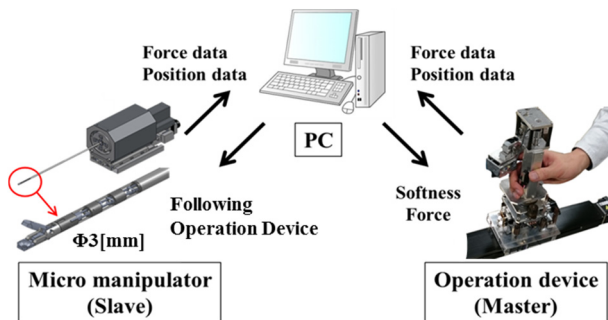 Force data
Position data
Force data
Position data
PC
Following
Operation Device
Softness
Force
Φ3[mm]
Micro manipulator
(Slave)
Operation device
(Master)